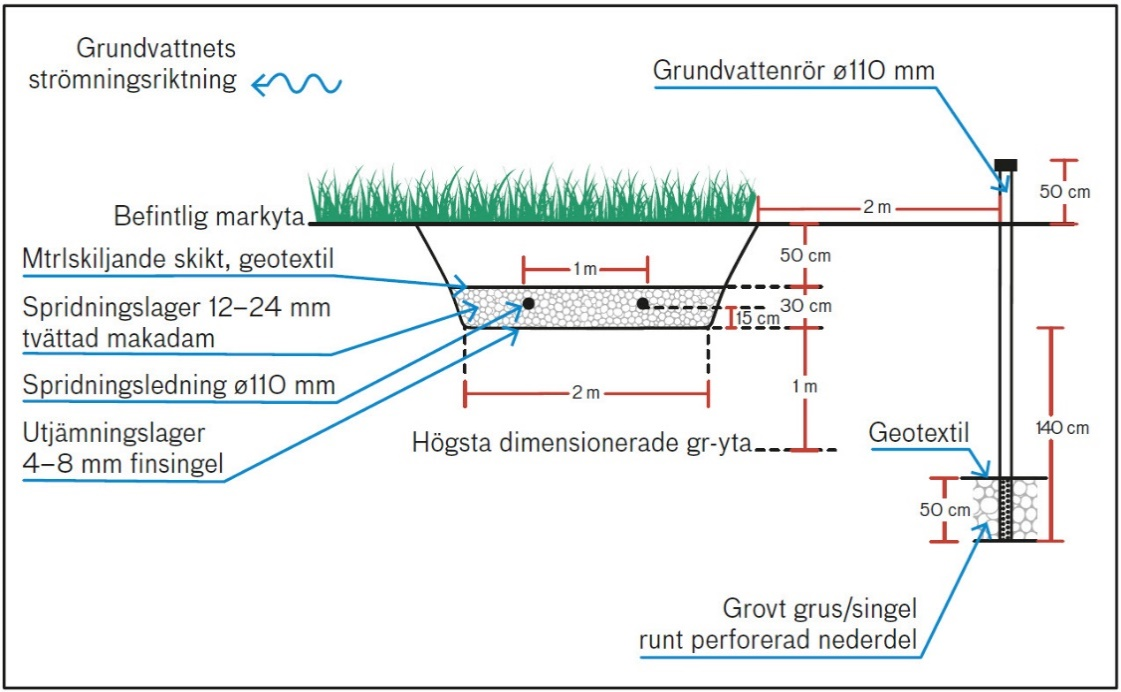 Grundvattnets
strömningsriktning
Grundvattenrör ø110 mm
50 cm
2 m
Befintlig markyta
50 cm
Mtrlskiljande skikt, geotextil
1 m
Spridningslager 12–24 mm
tvättad makadam
30 cm
15 cm
Spridningsledning ø110 mm
2 m
1 m
Utjämningslager
4–8 mm finsingel
Högsta dimensionerade gr-yta
Geotextil
140 cm
50 cm
Grovt grus/singel
runt perforerad nederdel